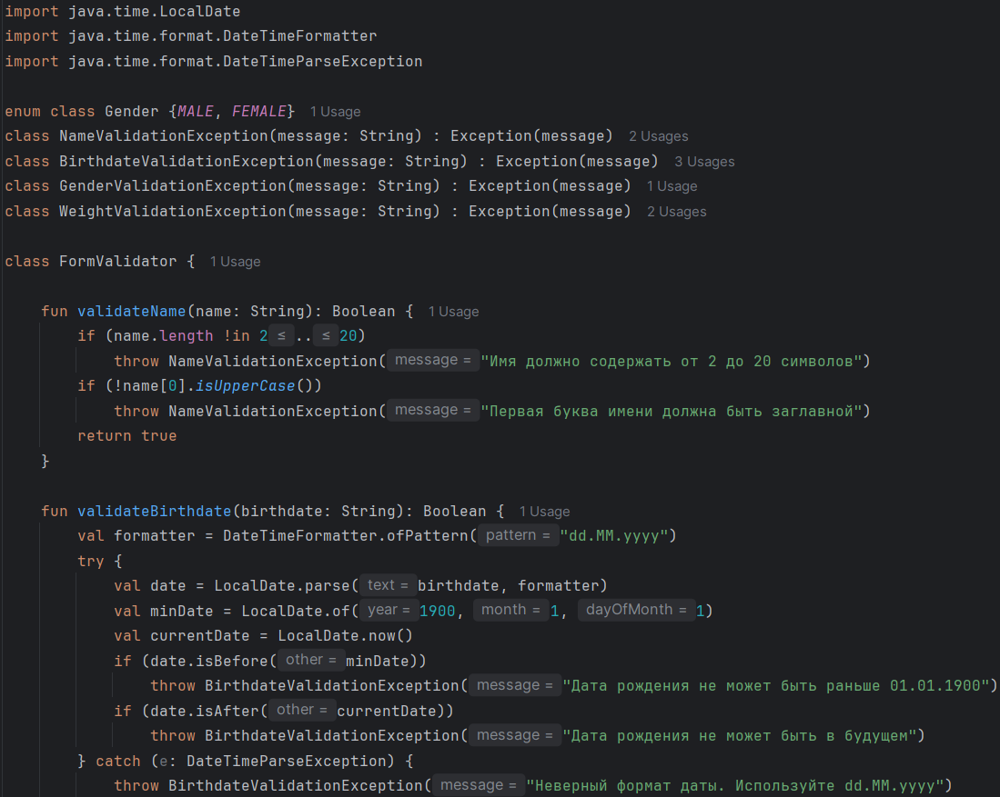 import java.time.LocalDate
import java.time.format.DateTimeFormatter
import java.time.format.DateTimeParseException
enum class Gender {MALE, FEMALE} 1 Usage
class NameValidationException(message: String) : Exception(message) 2 Usages
class BirthdateValidationException(message: String) : Exception(message) 3 Usages
class GenderValidationException(message: String) : Exception(message) 1 Usage
class WeightValidationException(message: String) : Exception(message) 2 Usages
class FormValidator { 1 Usage
fun validateName(name: String): Boolean { 1 Usage
if (name.length !in 2 ≤ .. ≤ 20)
throw NameValidationException( message = "Имя должно содержать от 2 до 20 символов")
if (!name[0].isUpperCase())
throw NameValidationException( message = "Первая буква имени должна быть заглавной")
return true
}
fun validateBirthdate(birthdate: String): Boolean { 1 Usage
val formatter = DateTimeFormatter.ofPattern( pattern = "dd.MM.yyyy")
try {
val date = LocalDate.parse( text = birthdate, formatter)
val minDate = LocalDate.of( year = 1900, month = 1, dayOfMonth = 1)
val currentDate = LocalDate.now()
if (date.isBefore( other = minDate))
throw BirthdateValidationException( message = "Дата рождения не может быть раньше 01.01.1900")
if (date.isAfter( other = currentDate))
throw BirthdateValidationException( message = "Дата рождения не может быть в будущем")
} catch (e: DateTimeParseException) {
throw BirthdateValidationException( message = "Неверный формат даты. Используйте dd.MM.yyyy")